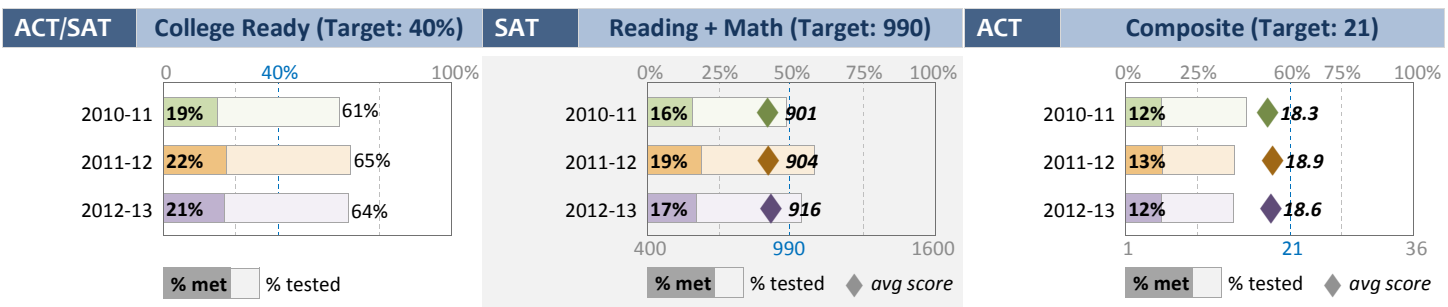 ACT/SAT College Ready (Target: 40%)
0 40% 100%
2010-11 19% 61%
2011-12 22% 65%
2012-13 21% 64%
% met % tested
SAT Reading + Math (Target: 990)
0% 25% 50% 75% 100%
2010-11 16% 901
2011-12 19% 904
2012-13 17% 916
400 990 1600
% met % tested avg score
ACT Composite (Target: 21)
0% 25% 60% 75% 100%
2010-11 12% 18.3
2011-12 13% 18.9
2012-13 12% 18.6
1 21 36
% met % tested avg score